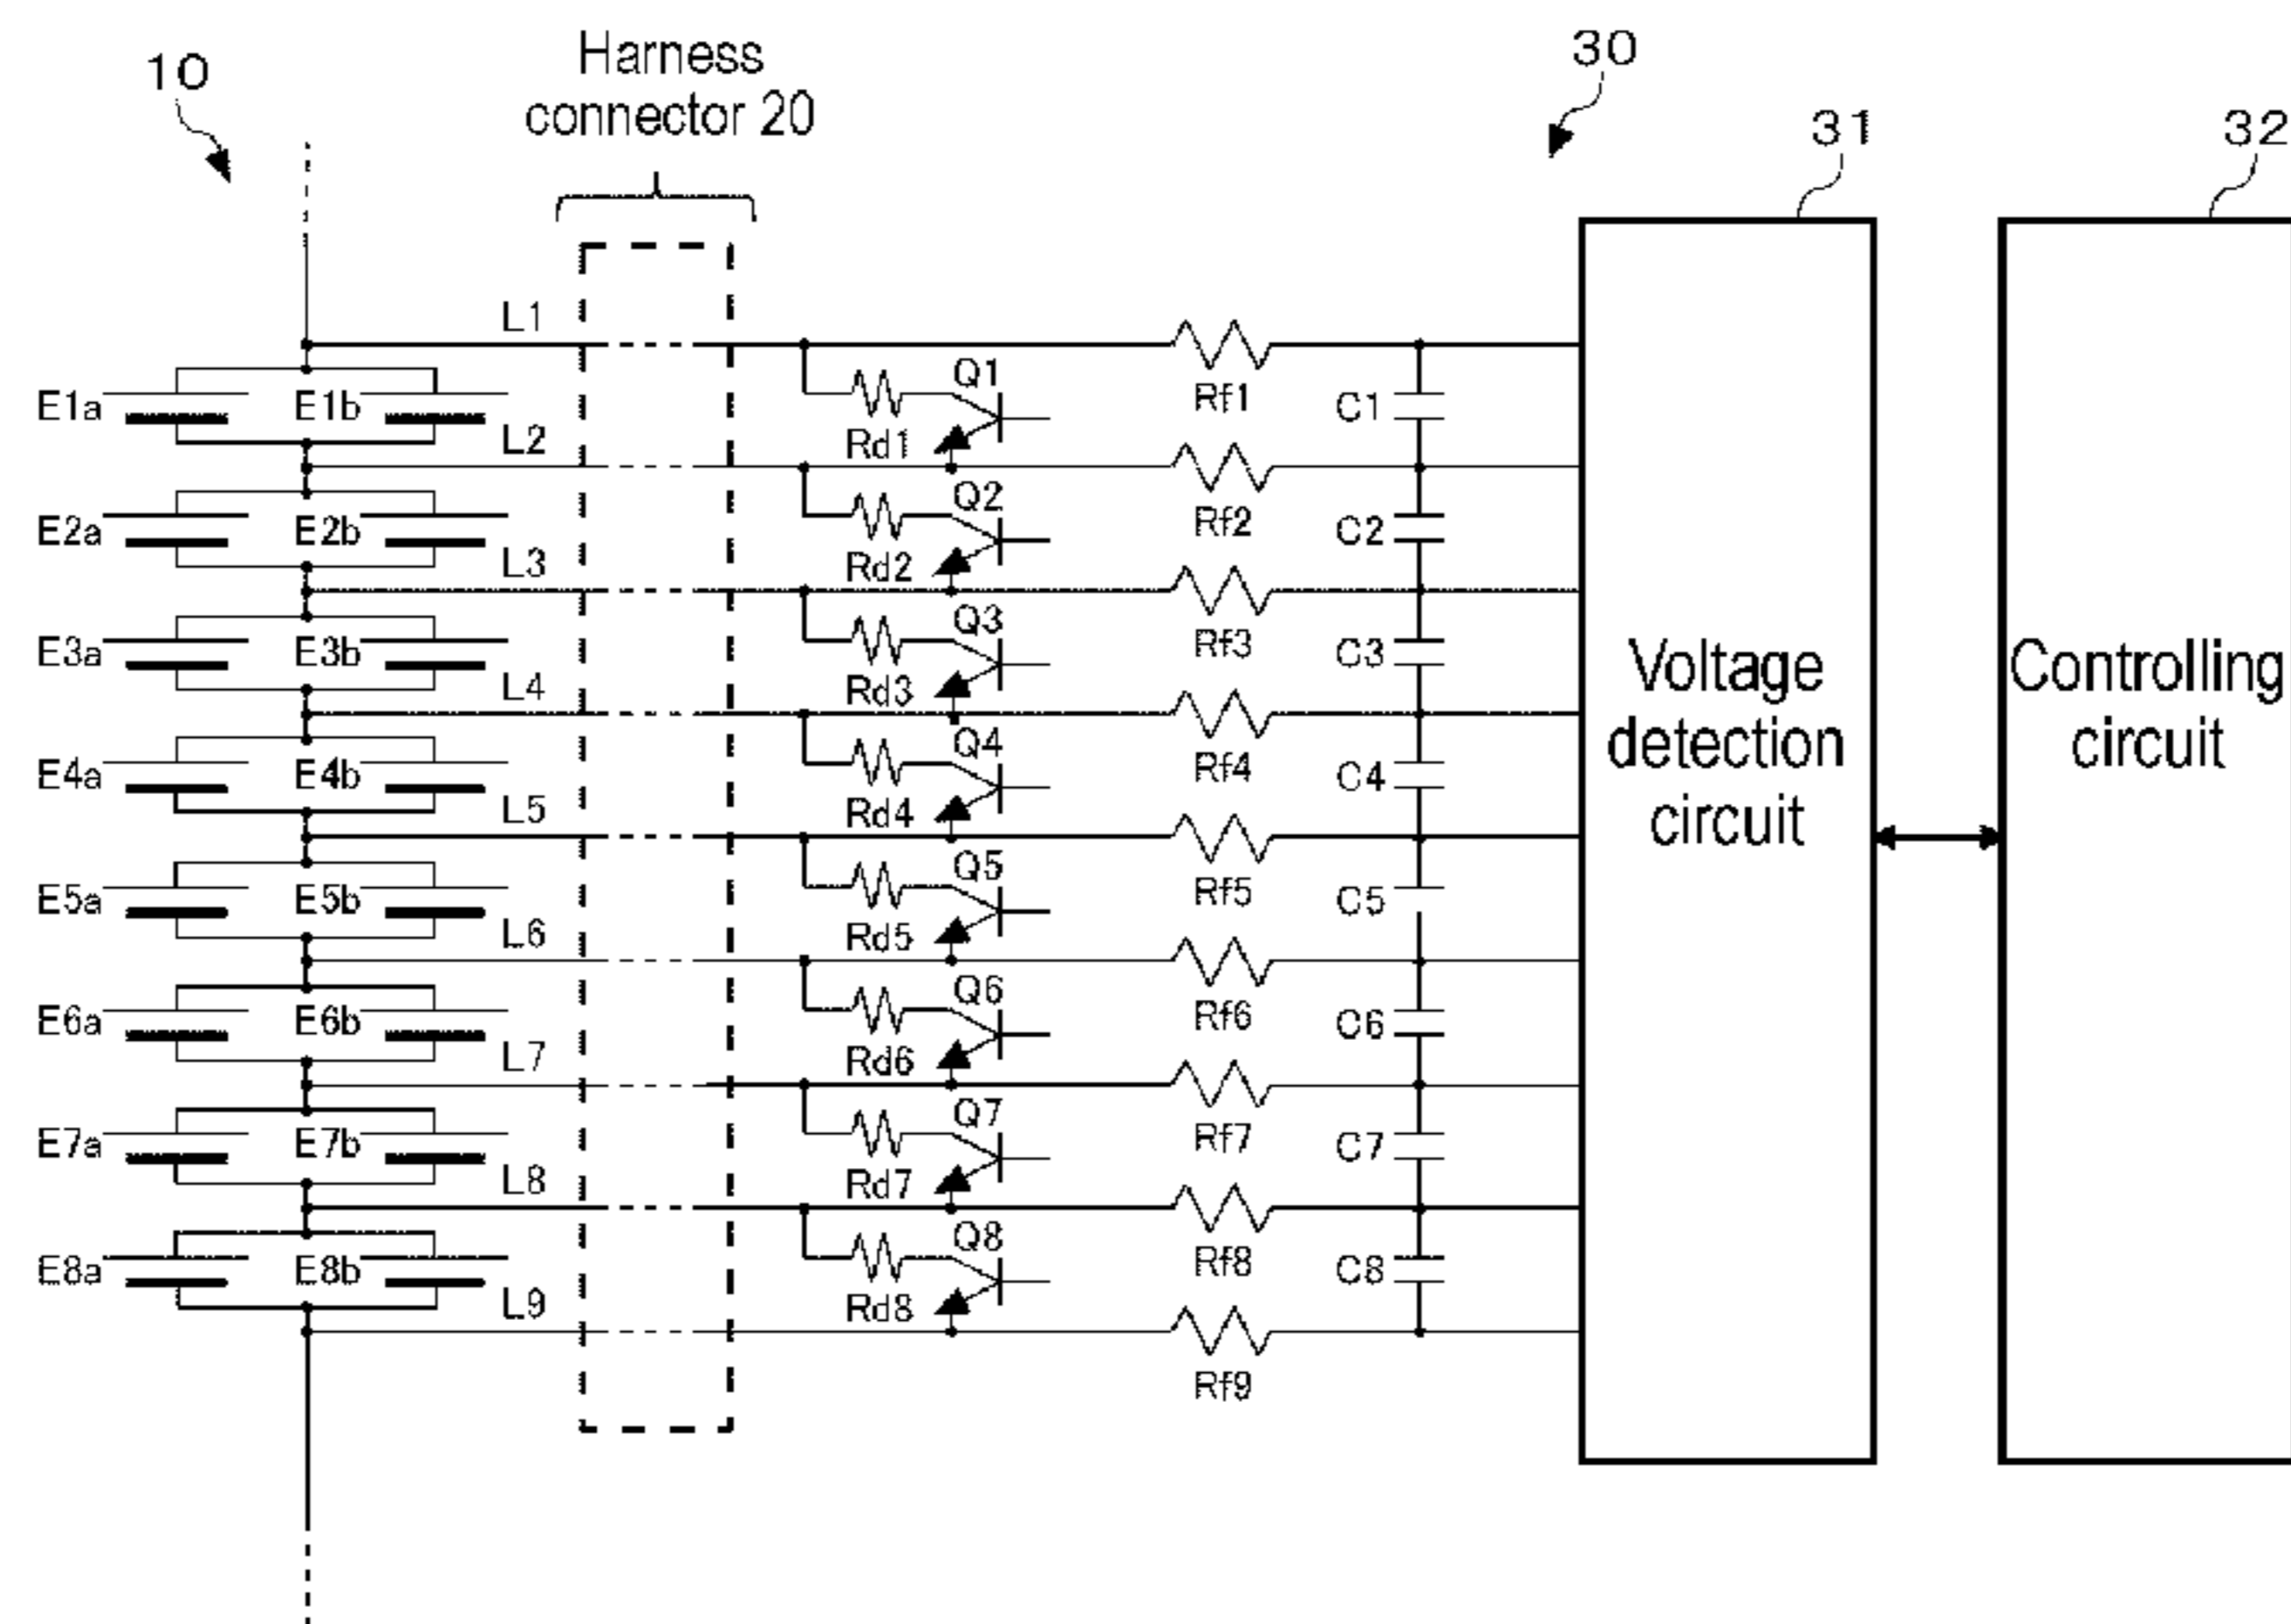 10
Harness
connector 20
30
31
32
L1
E1a
E1b
Q1
Rd1
Rf1
C1
L2
E2a
E2b
Q2
Rd2
Rf2
C2
L3
E3a
E3b
Q3
Rd3
Rf3
C3
L4
E4a
E4b
Q4
Rd4
Rf4
C4
L5
E5a
E5b
Q5
Rd5
Rf5
C5
L6
E6a
E6b
Q6
Rd6
Rf6
C6
L7
E7a
E7b
Q7
Rd7
Rf7
C7
L8
E8a
E8b
Q8
Rd8
Rf8
C8
L9
Rf9
Voltage
detection
circuit
Controlling
circuit